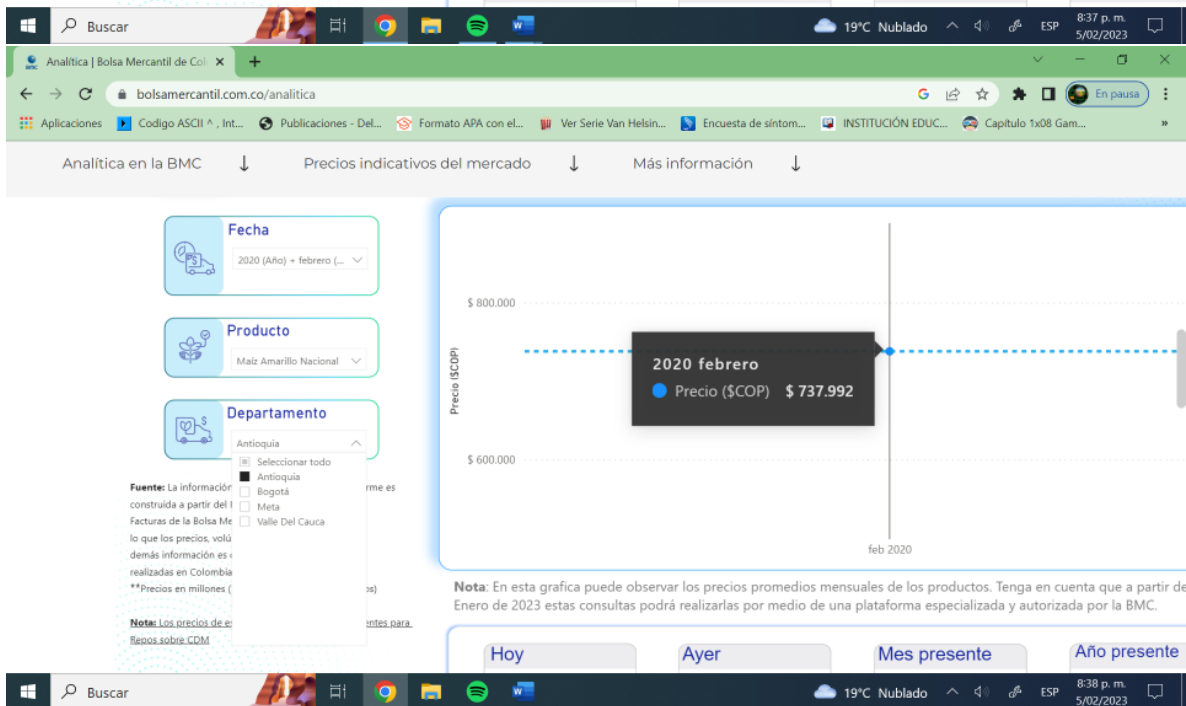 Buscar
19°C Nublado
ESP
8:37 p. m.
5/02/2023
Analítica | Bolsa Mercantil de Col
bolsamercantil.com.co/analitica
En pausa
Aplicaciones
Codigo ASCII ^ , Int...
Publicaciones - Del...
Formato APA con el...
Ver Serie Van Helsin...
Encuesta de síntom...
INSTITUCIÓN EDUC...
Capítulo 1x08 Gam...
»
Analítica en la BMC ↓ Precios indicativos del mercado ↓ Más información ↓
Fecha
2020 (Año) + febrero (...
Producto
Maíz Amarillo Nacional
Departamento
Antioquia
Seleccionar todo
Antioquia
Bogotá
Meta
Valle Del Cauca
Fuente: La información rme es
construida a partir del
Facturas de la Bolsa Me
lo que los precios, volú
demás información es
realizadas en Colombia
**Precios en millones ( os)
Nota: Los precios de es entes para
Repos sobre CDM
Precio ($COP)
$ 800.000
$ 600.000
2020 febrero
Precio ($COP) $ 737.992
feb 2020
Nota: En esta grafica puede observar los precios promedios mensuales de los productos. Tenga en cuenta que a partir de
Enero de 2023 estas consultas podrá realizarlas por medio de una plataforma especializada y autorizada por la BMC.
Hoy
Ayer
Mes presente
Año presente
Buscar
19°C Nublado
ESP
8:38 p. m.
5/02/2023